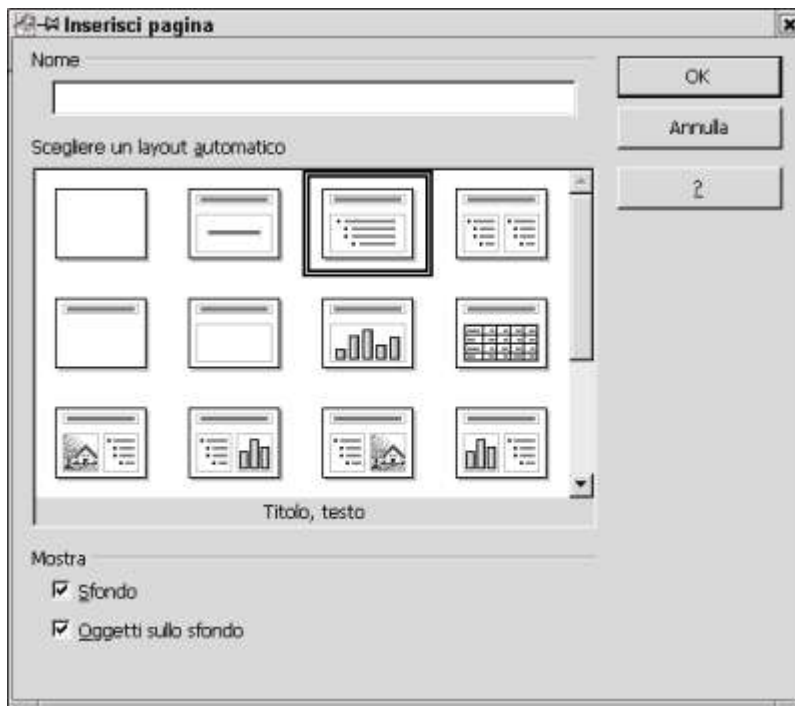 Inserisci pagina
Nome
OK
Annulla
Scegliere un layout automatico
?
Titolo, testo
Mostra
Sfondo
Oggetti sullo sfondo